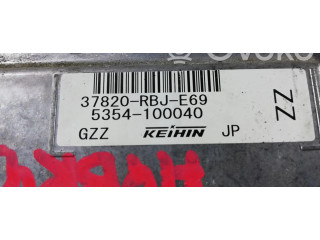 37820-RBJ-E69
5354-100040
GZZ KEIHIN JP
ZZ